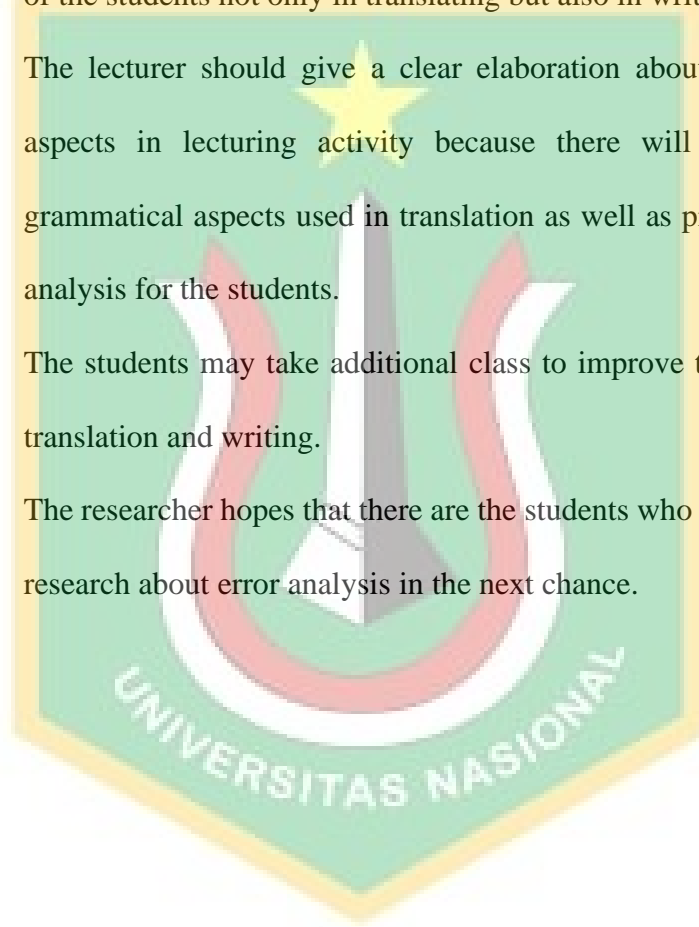 of the students not only in translating but also in writ
The lecturer should give a clear elaboration about
aspects in lecturing activity because there will
grammatical aspects used in translation as well as p
analysis for the students.
The students may take additional class to improve t
translation and writing.
The researcher hopes that there are the students who
research about error analysis in the next chance.
UNIVERSITAS NASIONAL